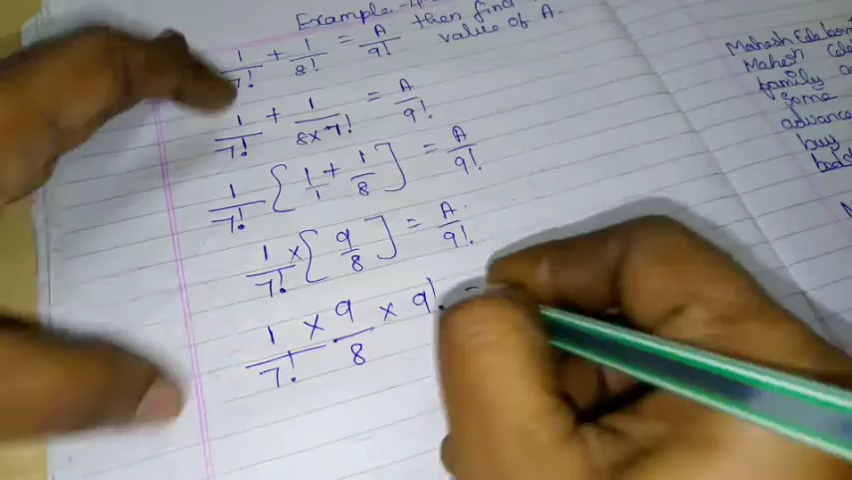 Example-
1/7! + 1/8! = A/9! then find
value of A.
1/7! + 1/8×7! = A/9!
1/7! [1/1 + 1/8] = A/9!
1/7! × [9/8] = A/9!
1/7! × 9/8 × 9! =
Mahesh
Mahesh
family
some
advance
buy